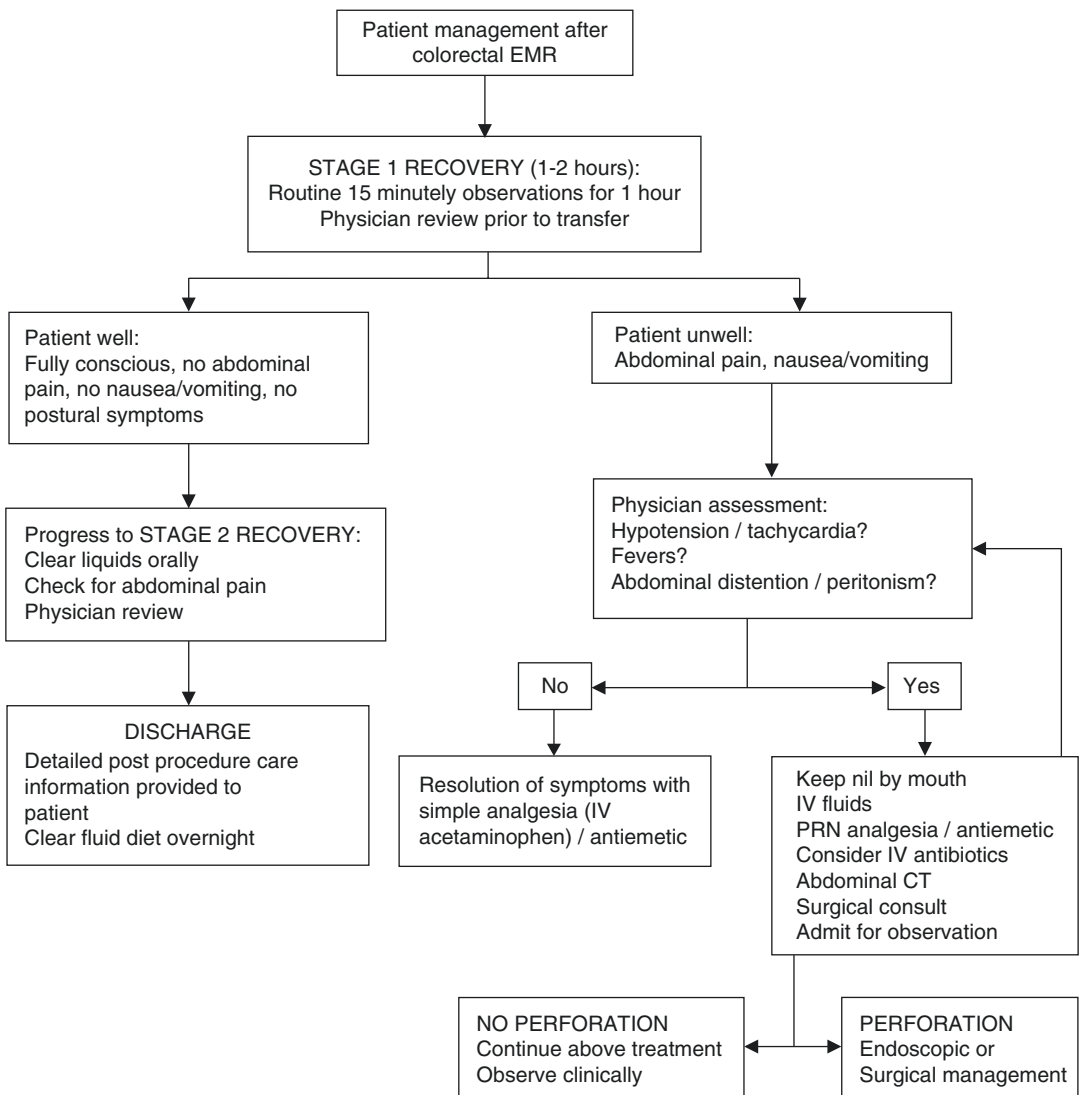 Patient management after
colorectal EMR
STAGE 1 RECOVERY (1-2 hours):
Routine 15 minutely observations for 1 hour
Physician review prior to transfer
Patient well:
Fully conscious, no abdominal
pain, no nausea/vomiting, no
postural symptoms
Patient unwell:
Abdominal pain, nausea/vomiting
Progress to STAGE 2 RECOVERY:
Clear liquids orally
Check for abdominal pain
Physician review
Physician assessment:
Hypotension / tachycardia?
Fevers?
Abdominal distention / peritonism?
No
Yes
DISCHARGE
Detailed post procedure care
information provided to
patient
Clear fluid diet overnight
Resolution of symptoms with
simple analgesia (IV
acetaminophen) / antiemetic
Keep nil by mouth
IV fluids
PRN analgesia / antiemetic
Consider IV antibiotics
Abdominal CT
Surgical consult
Admit for observation
NO PERFORATION
Continue above treatment
Observe clinically
PERFORATION
Endoscopic or
Surgical management